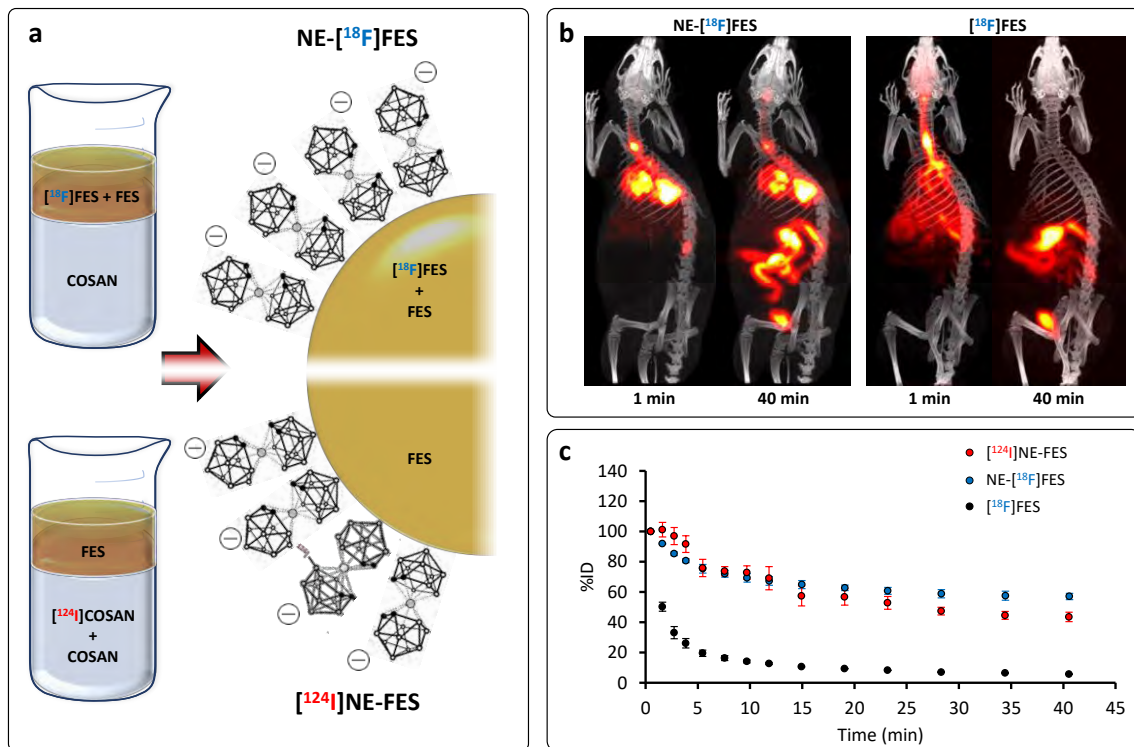 a
NE-[¹⁸F]FES
[¹⁸F]FES + FES
COSAN
[¹⁸F]FES
+
FES
FES
FES
[¹²⁴I]COSAN
+
COSAN
[¹²⁴I]NE-FES
b
NE-[¹⁸F]FES
[¹⁸F]FES
1 min
40 min
1 min
40 min
c
[¹²⁴I]NE-FES
NE-[¹⁸F]FES
[¹⁸F]FES
%ID
140
120
100
80
60
40
20
0
0 5 10 15 20 25 30 35 40 45
Time (min)